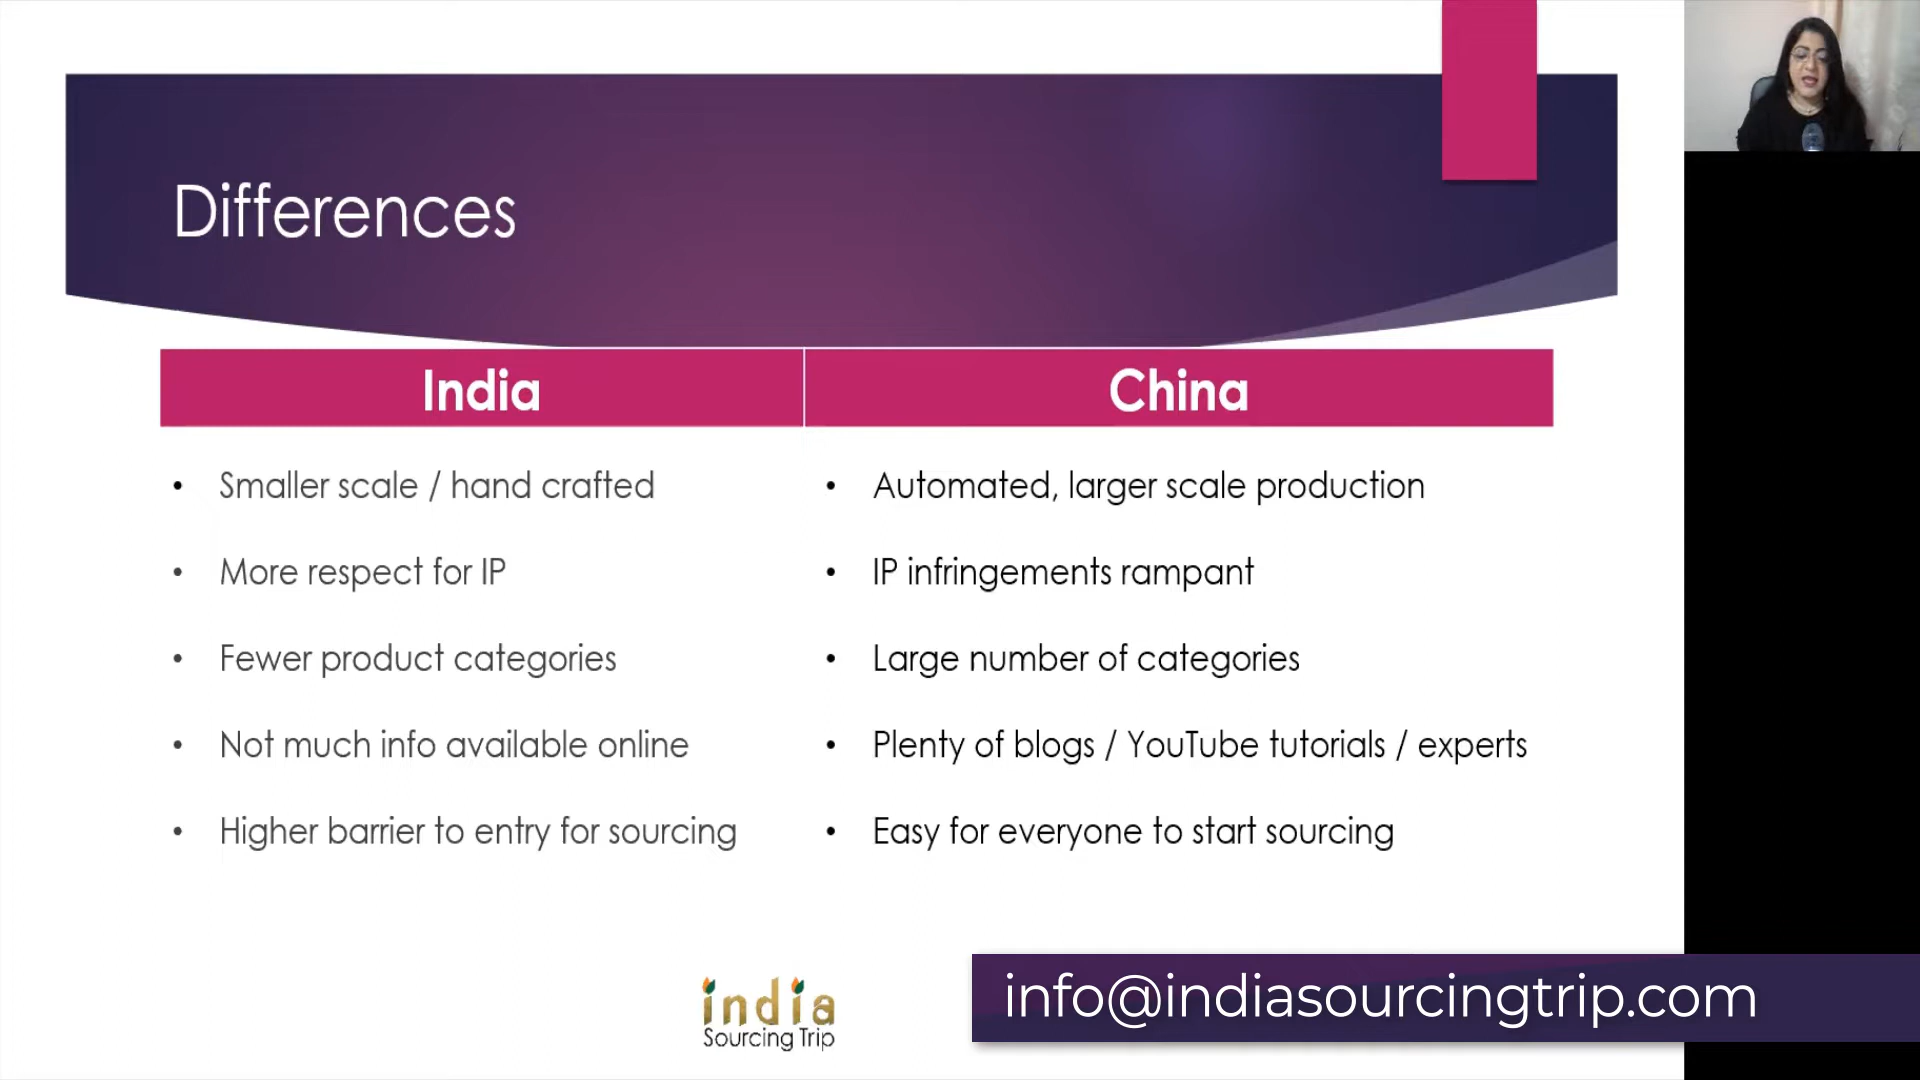 Differences
India
China
• Smaller scale / hand crafted
• Automated, larger scale production
• More respect for IP
• IP infringements rampant
• Fewer product categories
• Large number of categories
• Not much info available online
• Plenty of blogs / YouTube tutorials / experts
• Higher barrier to entry for sourcing
• Easy for everyone to start sourcing
india
Sourcing Trip
info@indiasourcingtrip.com